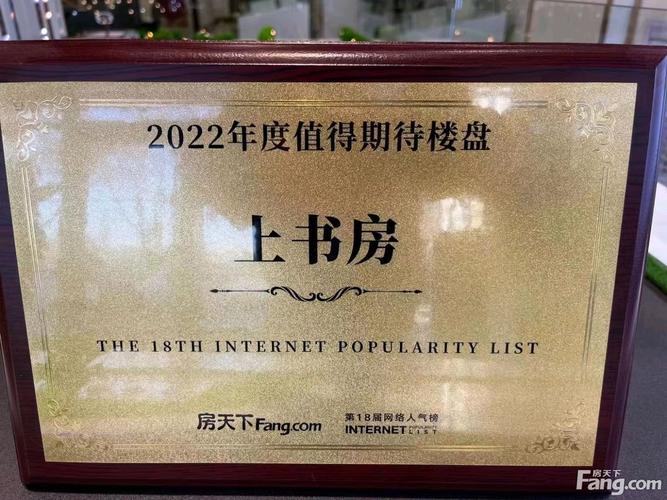 2022年度值得期待楼盘
上书房
THE 18TH INTERNET POPULARITY LIST
房天下Fang.com
第18届网络人气榜
INTERNET POPULARITY LIST
房天下
Fang.com